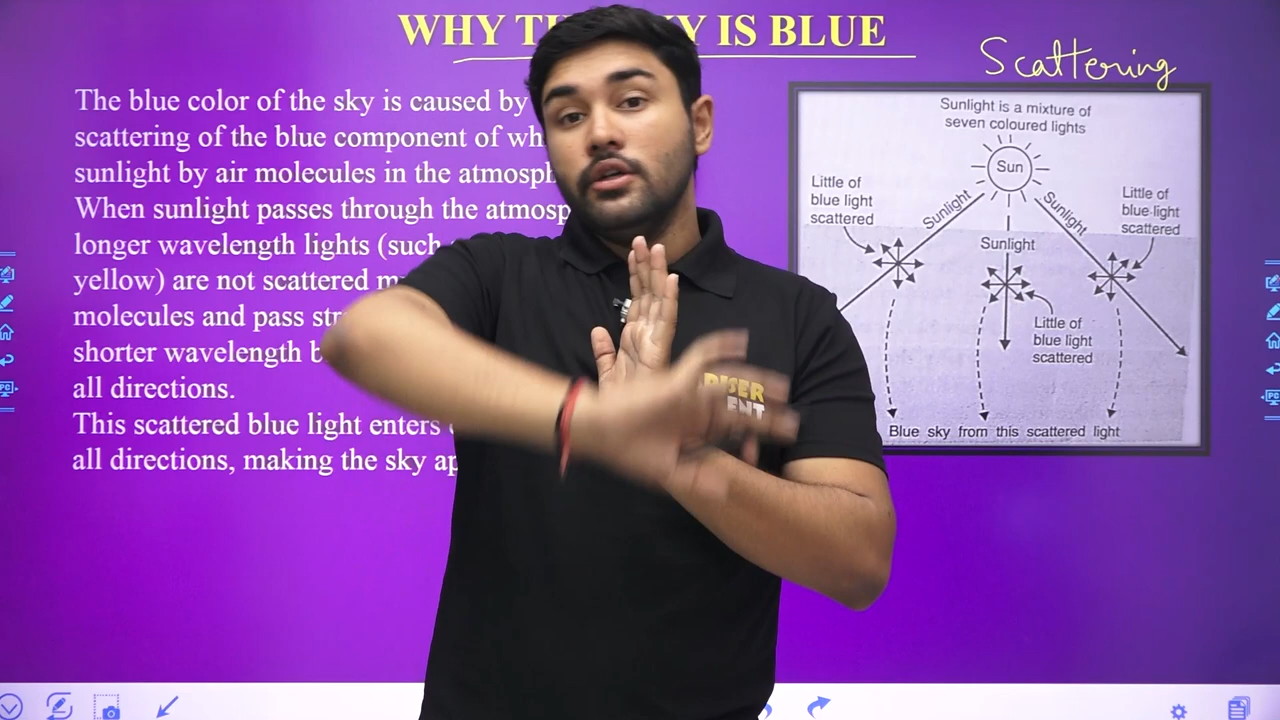 WHY TH Y IS BLUE
Scattering
The blue color of the sky is caused by
scattering of the blue component of wh
sunlight by air molecules in the atmosph
When sunlight passes through the atmosp
longer wavelength lights (such
yellow) are not scattered m
molecules and pass str
shorter wavelength b
all directions.
This scattered blue light enters
all directions, making the sky ap
Sunlight is a mixture of
seven coloured lights
Sun
Little of
blue light
scattered
Sunlight
Sunlight
Sunlight
Little of
blue light
scattered
Little of
blue light
scattered
Blue sky from this scattered light
PC
PC